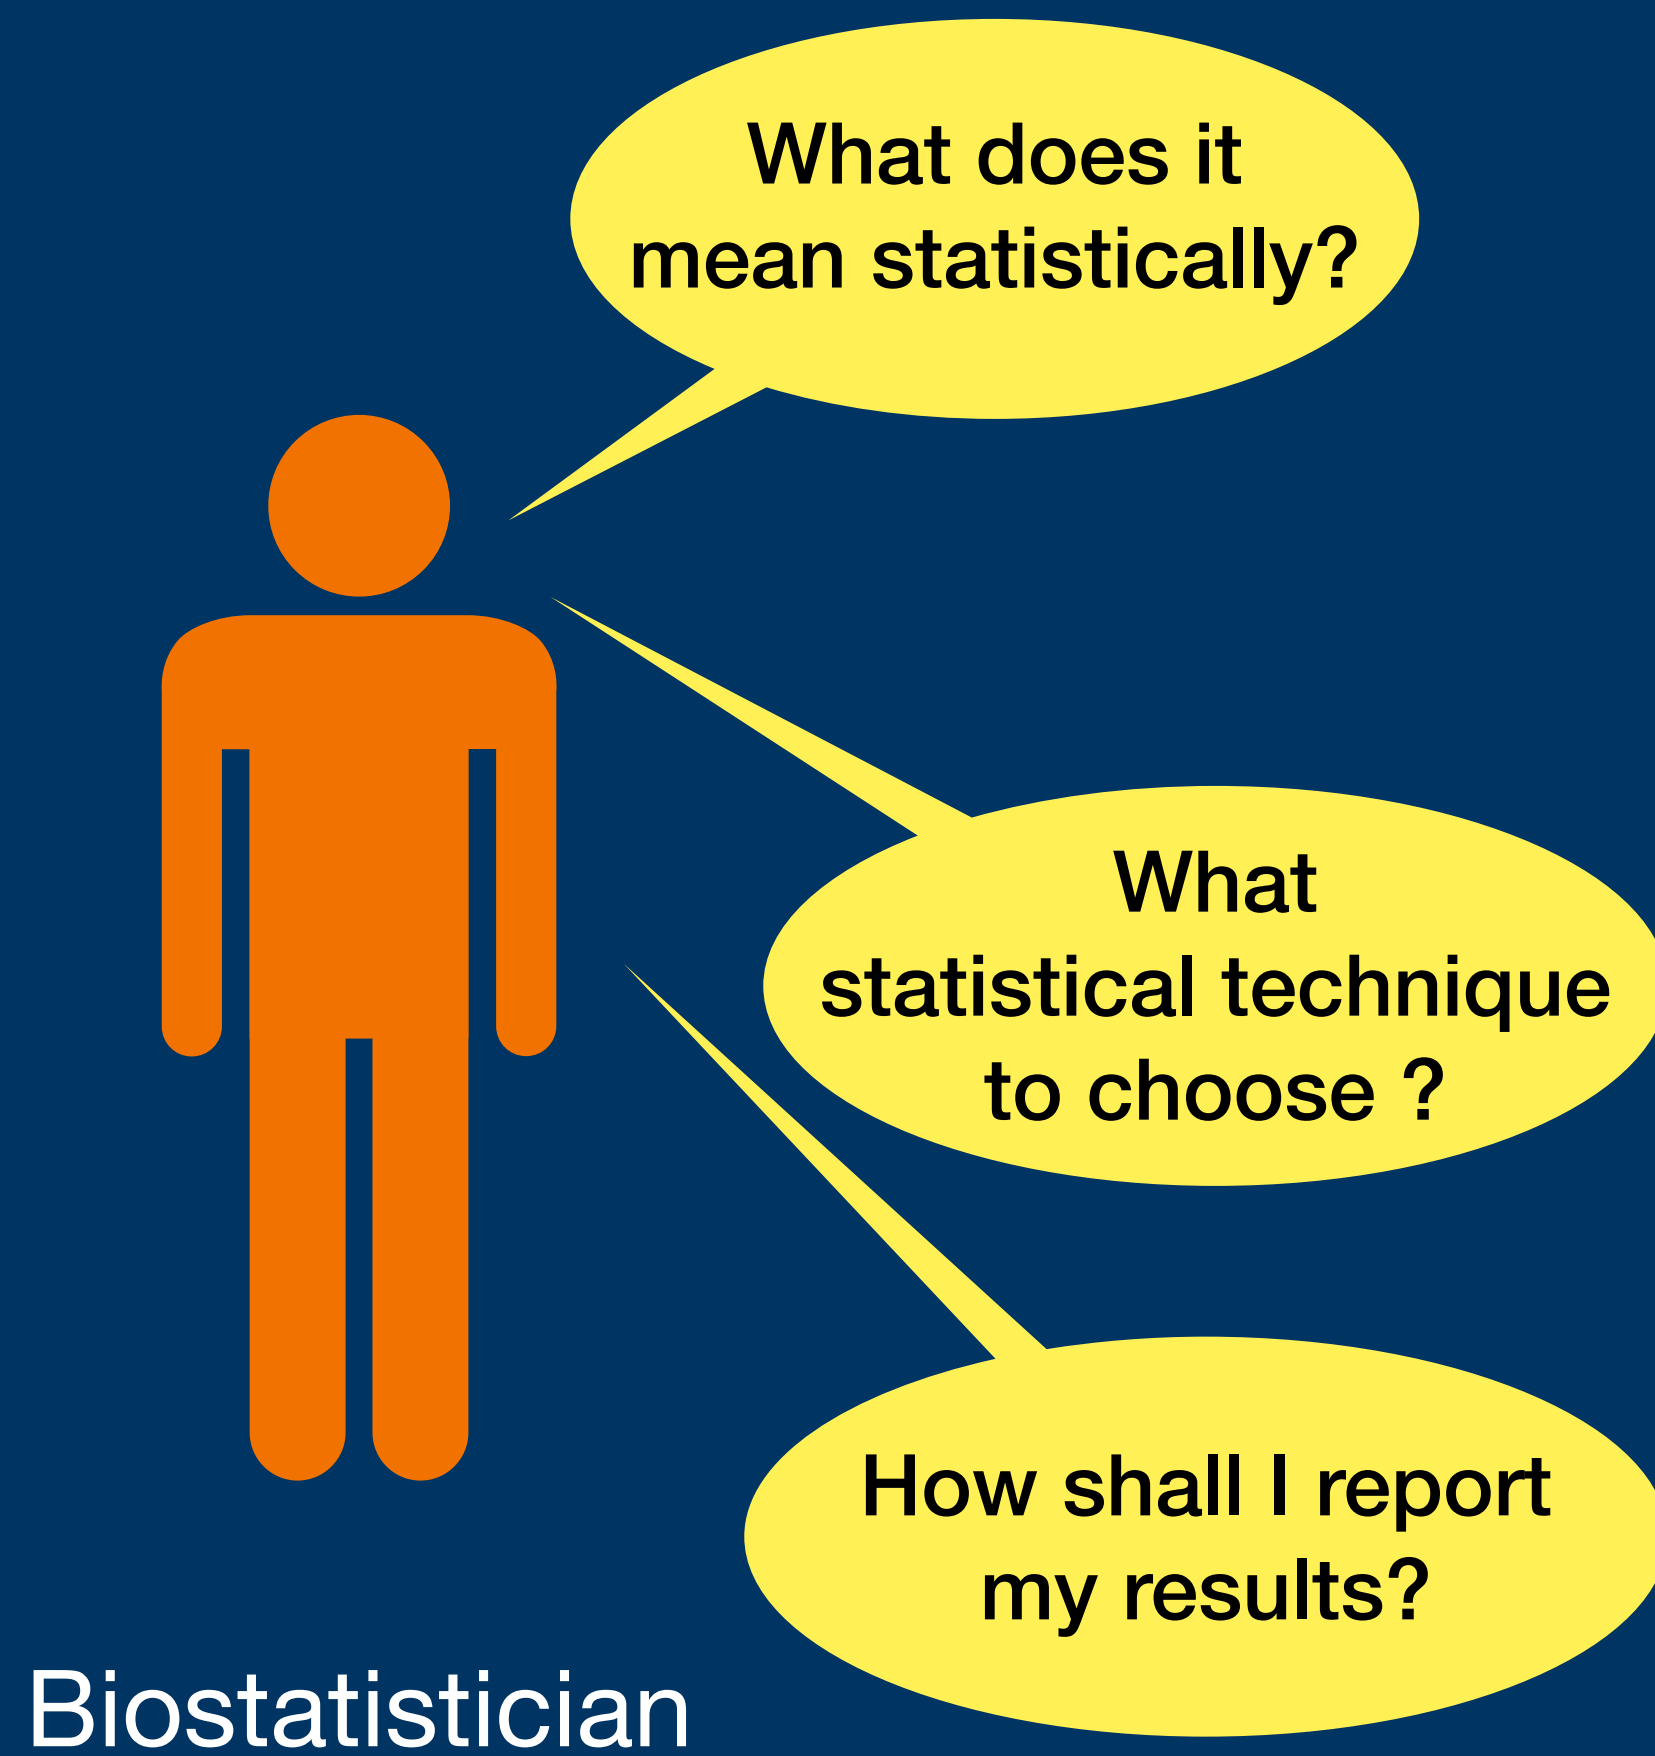 What does it
mean statistically?
What
statistical technique
to choose ?
How shall I report
my results?
Biostatistician